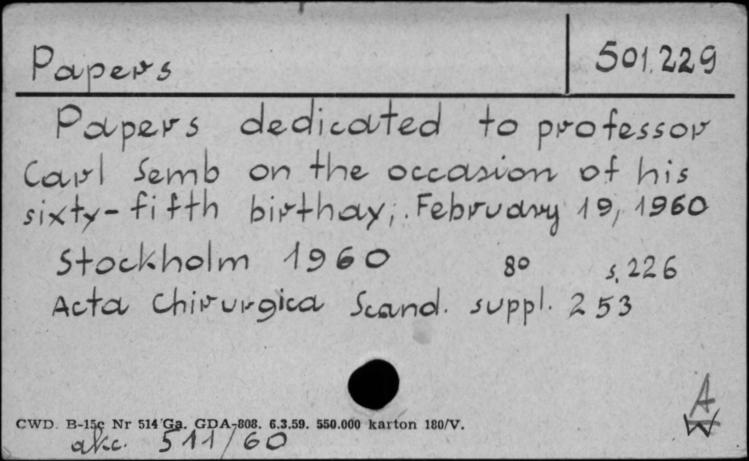 Papers 501.229
Papers dedicated to professor
Carl Semb on the occasion of his
sixty-fifth birthay, February 19, 1960
Stockholm 1960 8° s. 226
Acta Chirurgica Scand. suppl. 253
CWD. B-15c Nr 514 Ga. GDA-808. 6.3.59. 550.000 karton 180/V.
akc. 511/60